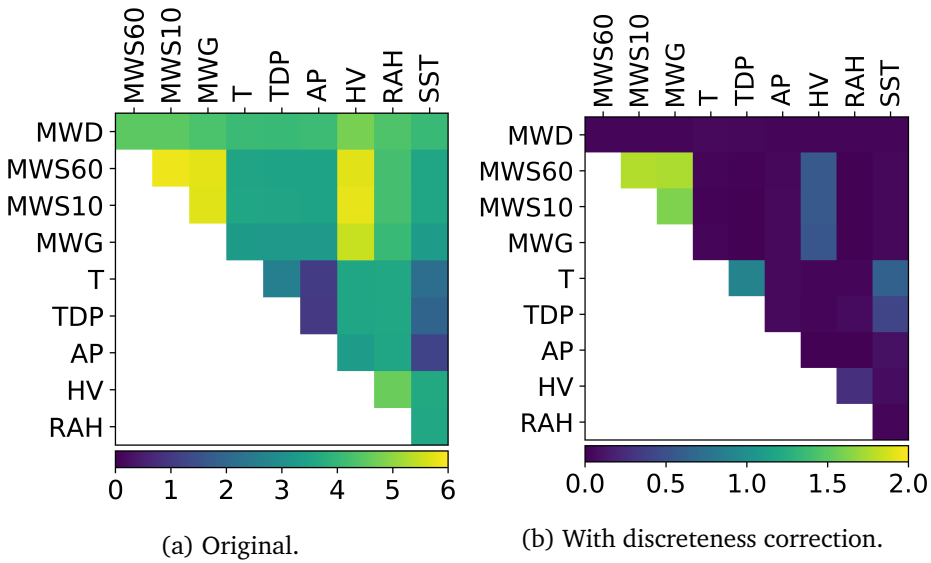 MWS60 MWS10 MWG T TDP AP HV RAH SST
MWD
MWS60
MWS10
MWG
T
TDP
AP
HV
RAH
0 1 2 3 4 5 6
(a) Original.
MWS60 MWS10 MWG T TDP AP HV RAH SST
MWD
MWS60
MWS10
MWG
T
TDP
AP
HV
RAH
0.0 0.5 1.0 1.5 2.0
(b) With discreteness correction.